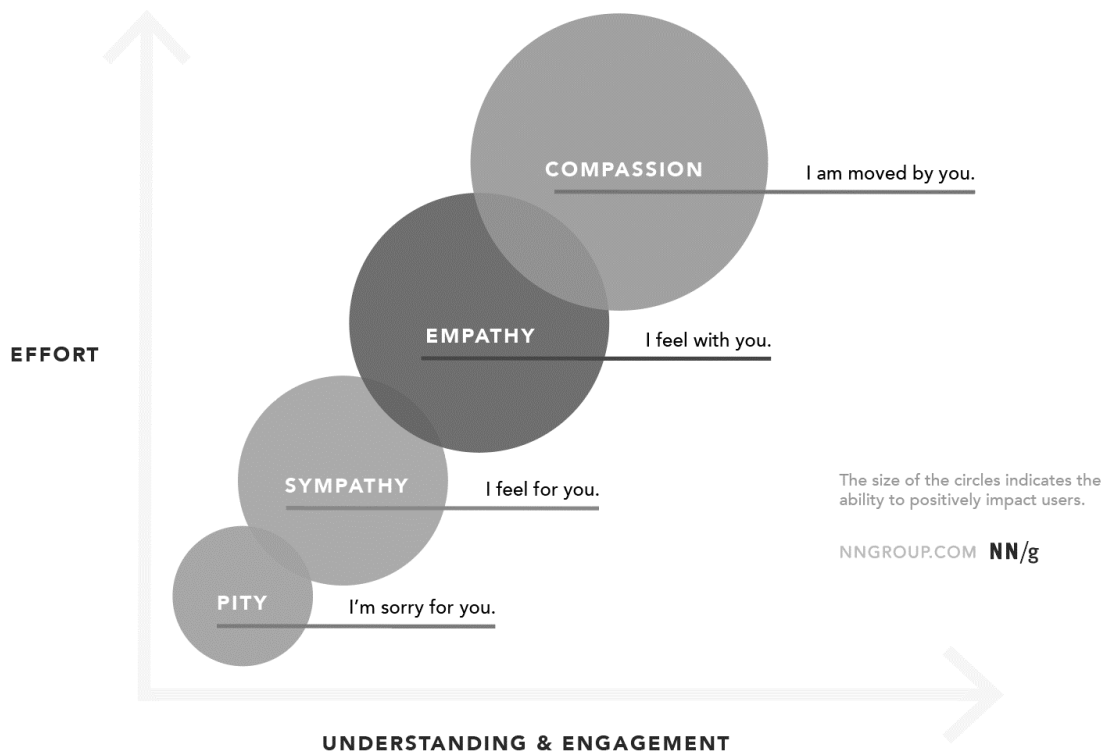 COMPASSION
I am moved by you.
EMPATHY
I feel with you.
EFFORT
SYMPATHY
I feel for you.
The size of the circles indicates the
ability to positively impact users.
NNGROUP.COM NN/g
PITY
I'm sorry for you.
UNDERSTANDING & ENGAGEMENT